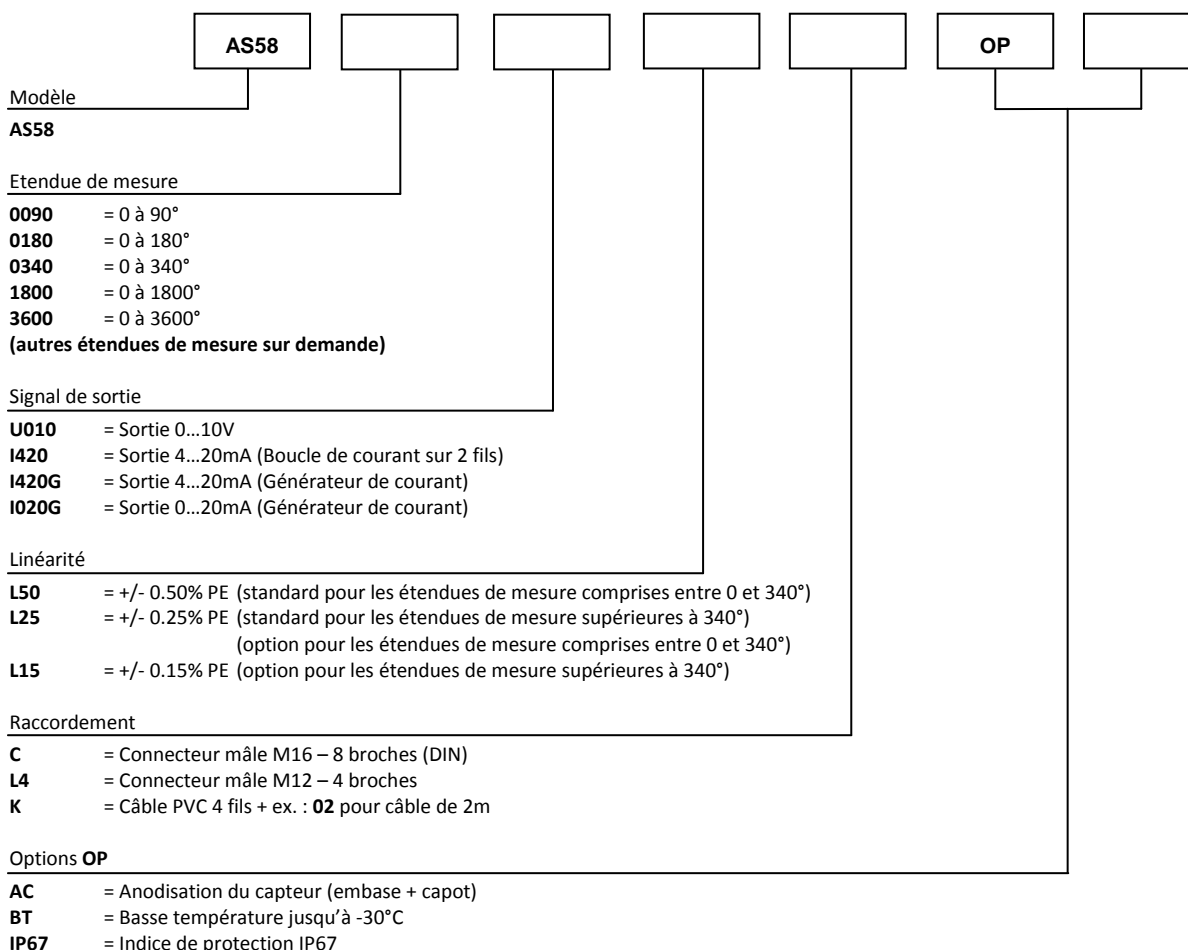 AS58 OP
Modèle
AS58
Etendue de mesure
0090 = 0 à 90°
0180 = 0 à 180°
0340 = 0 à 340°
1800 = 0 à 1800°
3600 = 0 à 3600°
(autres étendues de mesure sur demande)
Signal de sortie
U010 = Sortie 0...10V
I420 = Sortie 4...20mA (Boucle de courant sur 2 fils)
I420G = Sortie 4...20mA (Générateur de courant)
I020G = Sortie 0...20mA (Générateur de courant)
Linéarité
L50 = +/- 0.50% PE (standard pour les étendues de mesure comprises entre 0 et 340°)
L25 = +/- 0.25% PE (standard pour les étendues de mesure supérieures à 340°)
(option pour les étendues de mesure comprises entre 0 et 340°)
L15 = +/- 0.15% PE (option pour les étendues de mesure supérieures à 340°)
Raccordement
C = Connecteur mâle M16 – 8 broches (DIN)
L4 = Connecteur mâle M12 – 4 broches
K = Câble PVC 4 fils + ex. : 02 pour câble de 2m
Options OP
AC = Anodisation du capteur (embase + capot)
BT = Basse température jusqu'à -30°C
IP67 = Indice de protection IP67